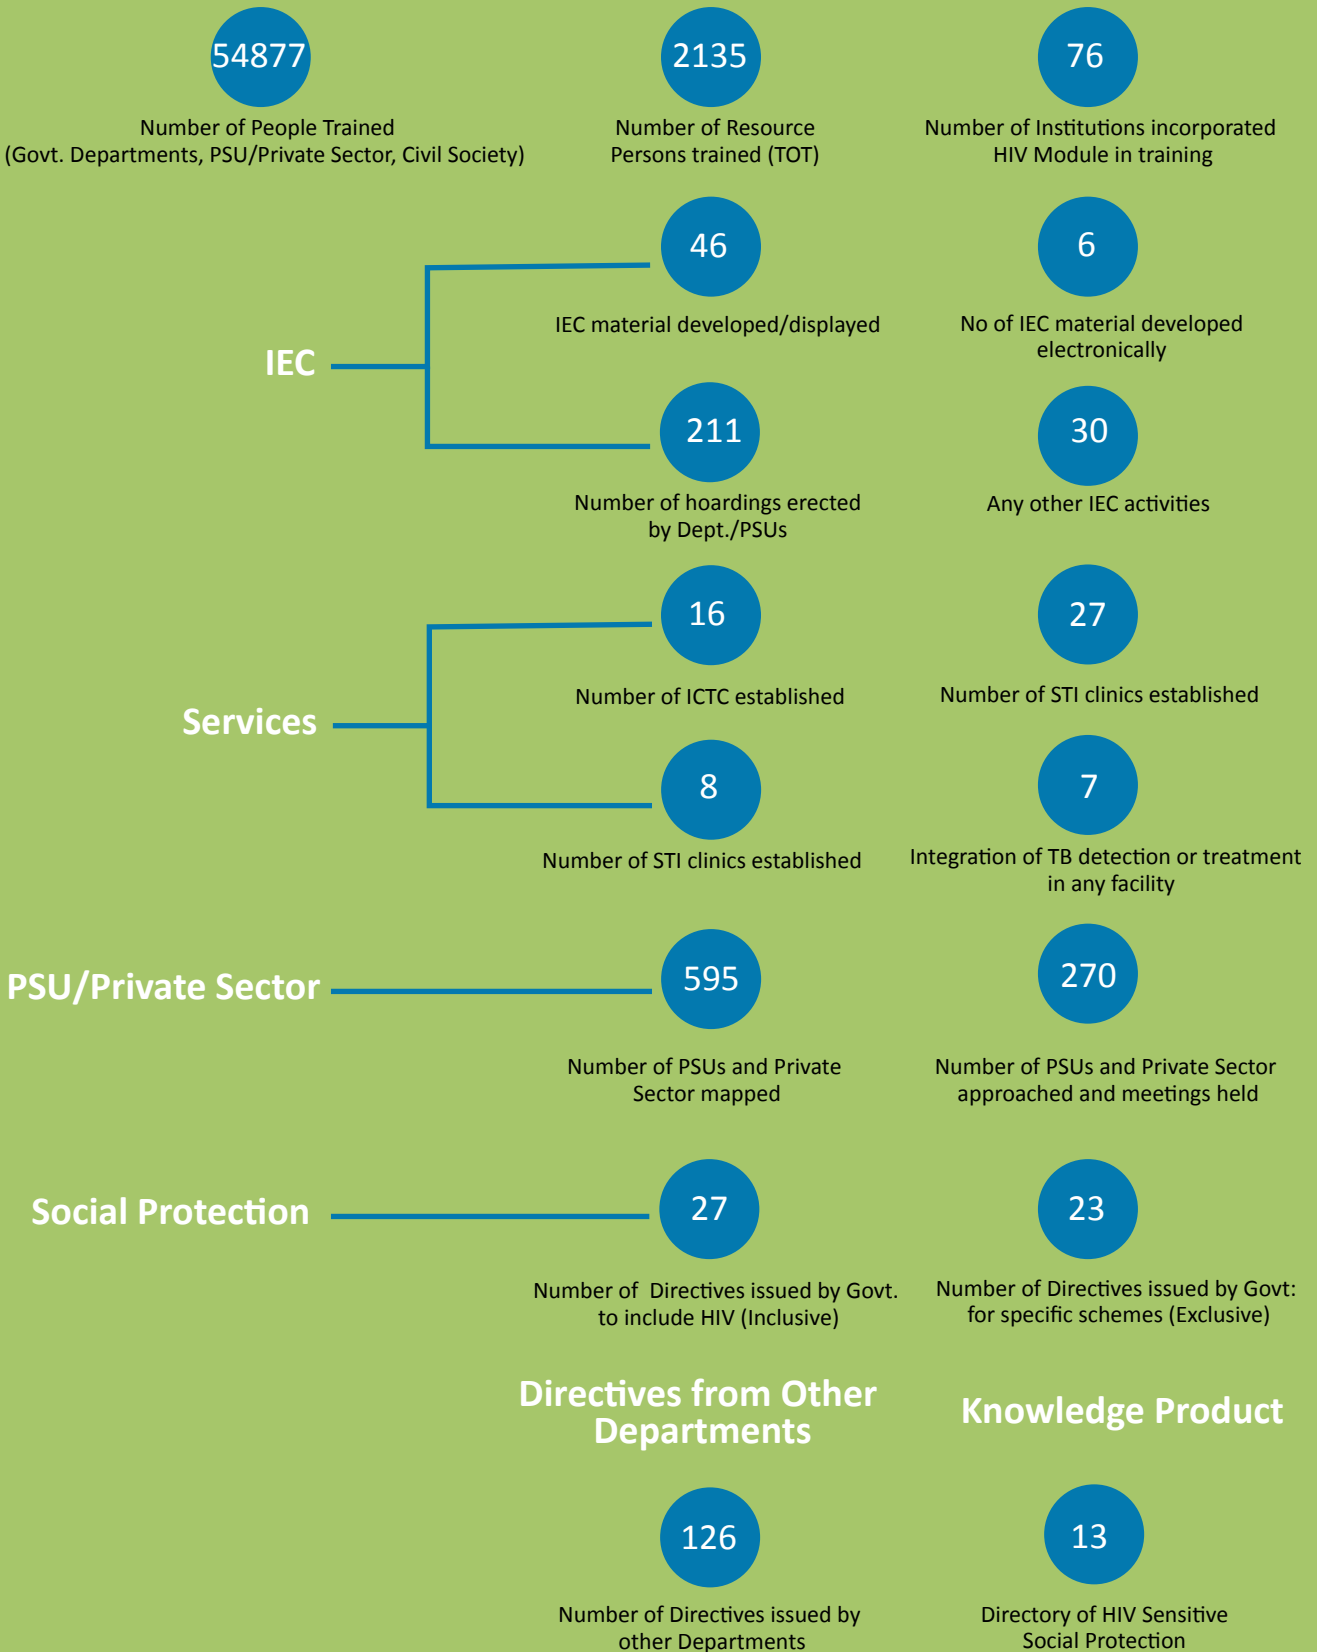 54877
Number of People Trained
(Govt. Departments, PSU/Private Sector, Civil Society)
2135
Number of Resource
Persons trained (TOT)
76
Number of Institutions incorporated
HIV Module in training
IEC
46
IEC material developed/displayed
6
No of IEC material developed
electronically
211
Number of hoardings erected
by Dept./PSUs
30
Any other IEC activities
Services
16
Number of ICTC established
27
Number of STI clinics established
8
Number of STI clinics established
7
Integration of TB detection or treatment
in any facility
PSU/Private Sector
595
Number of PSUs and Private
Sector mapped
270
Number of PSUs and Private Sector
approached and meetings held
Social Protection
27
Number of Directives issued by Govt.
to include HIV (Inclusive)
23
Number of Directives issued by Govt:
for specific schemes (Exclusive)
Directives from Other
Departments
126
Number of Directives issued by
other Departments
Knowledge Product
13
Directory of HIV Sensitive
Social Protection